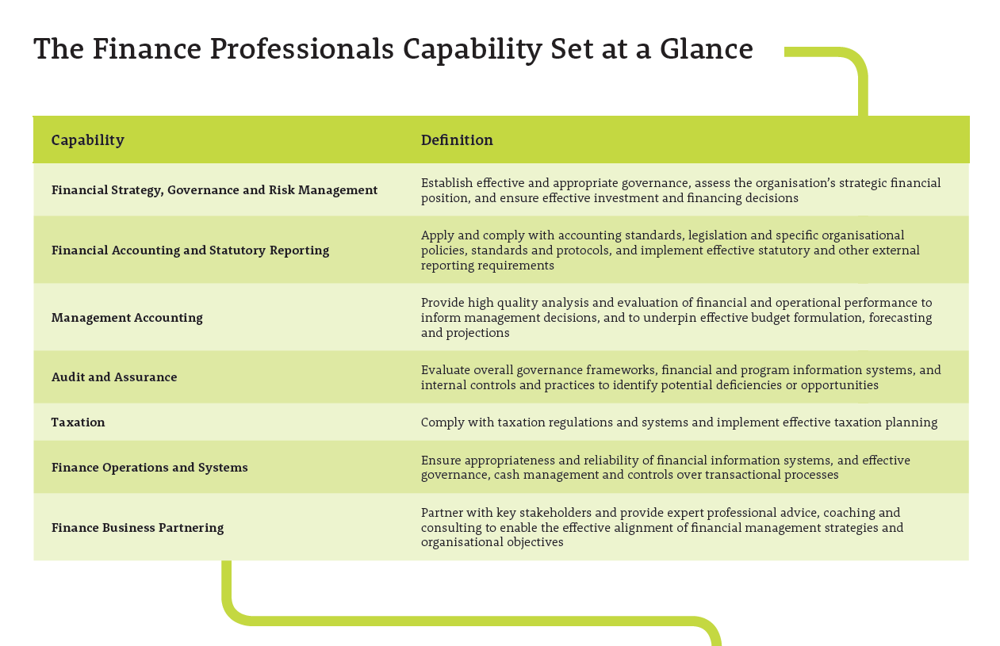 The Finance Professionals Capability Set at a Glance
Capability
Definition
Financial Strategy, Governance and Risk Management
Establish effective and appropriate governance, assess the organisation’s strategic financial
position, and ensure effective investment and financing decisions
Financial Accounting and Statutory Reporting
Apply and comply with accounting standards, legislation and specific organisational
policies, standards and protocols, and implement effective statutory and other external
reporting requirements
Management Accounting
Provide high quality analysis and evaluation of financial and operational performance to
inform management decisions, and to underpin effective budget formulation, forecasting
and projections
Audit and Assurance
Evaluate overall governance frameworks, financial and program information systems, and
internal controls and practices to identify potential deficiencies or opportunities
Taxation
Comply with taxation regulations and systems and implement effective taxation planning
Finance Operations and Systems
Ensure appropriateness and reliability of financial information systems, and effective
governance, cash management and controls over transactional processes
Finance Business Partnering
Partner with key stakeholders and provide expert professional advice, coaching and
consulting to enable the effective alignment of financial management strategies and
organisational objectives